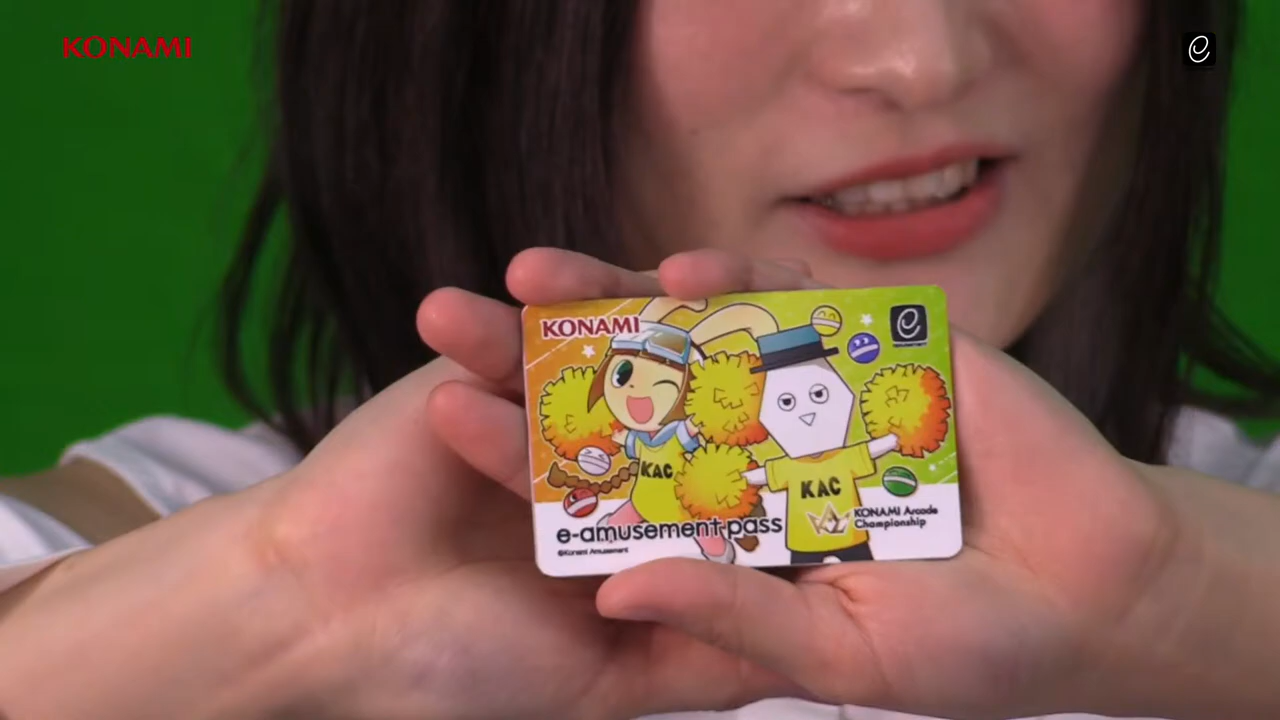 KONAMI
e
KONAMI
e
KAC
KAC
KONAMI Arcade
Championship
e-amusement pass
©Konami Amusement